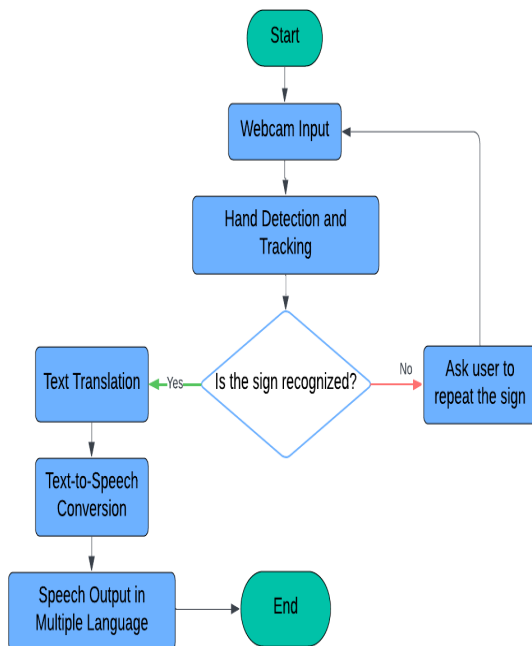 Start
Webcam Input
Hand Detection and
Tracking
Is the sign recognized?
Yes
No
Text Translation
Ask user to
repeat the sign
Text-to-Speech
Conversion
Speech Output in
Multiple Language
End